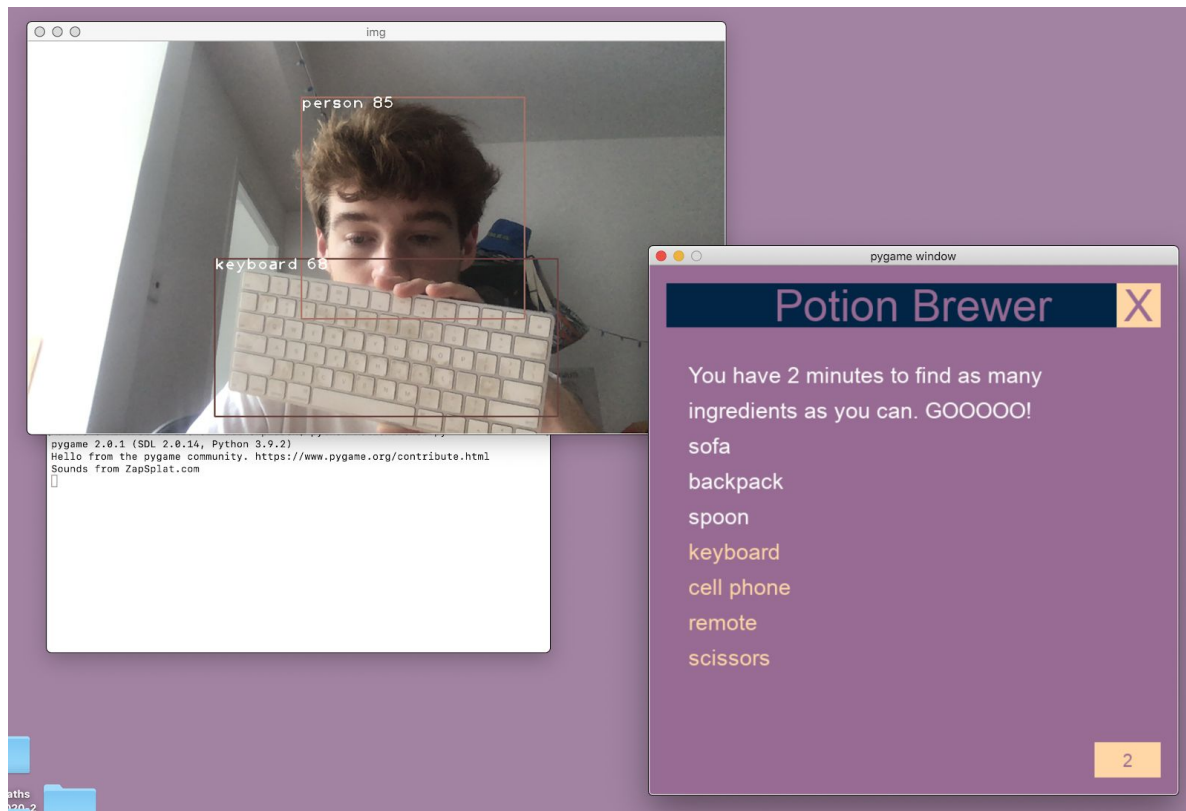 img
person 85
keyboard 68
pygame 2.0.1 (SDL 2.0.14, Python 3.9.2)
Hello from the pygame community. https://www.pygame.org/contribute.html
Sounds from ZapSplat.com
pygame window
Potion Brewer X
You have 2 minutes to find as many
ingredients as you can. GOOOOO!
sofa
backpack
spoon
keyboard
cell phone
remote
scissors
2
aths
020-2